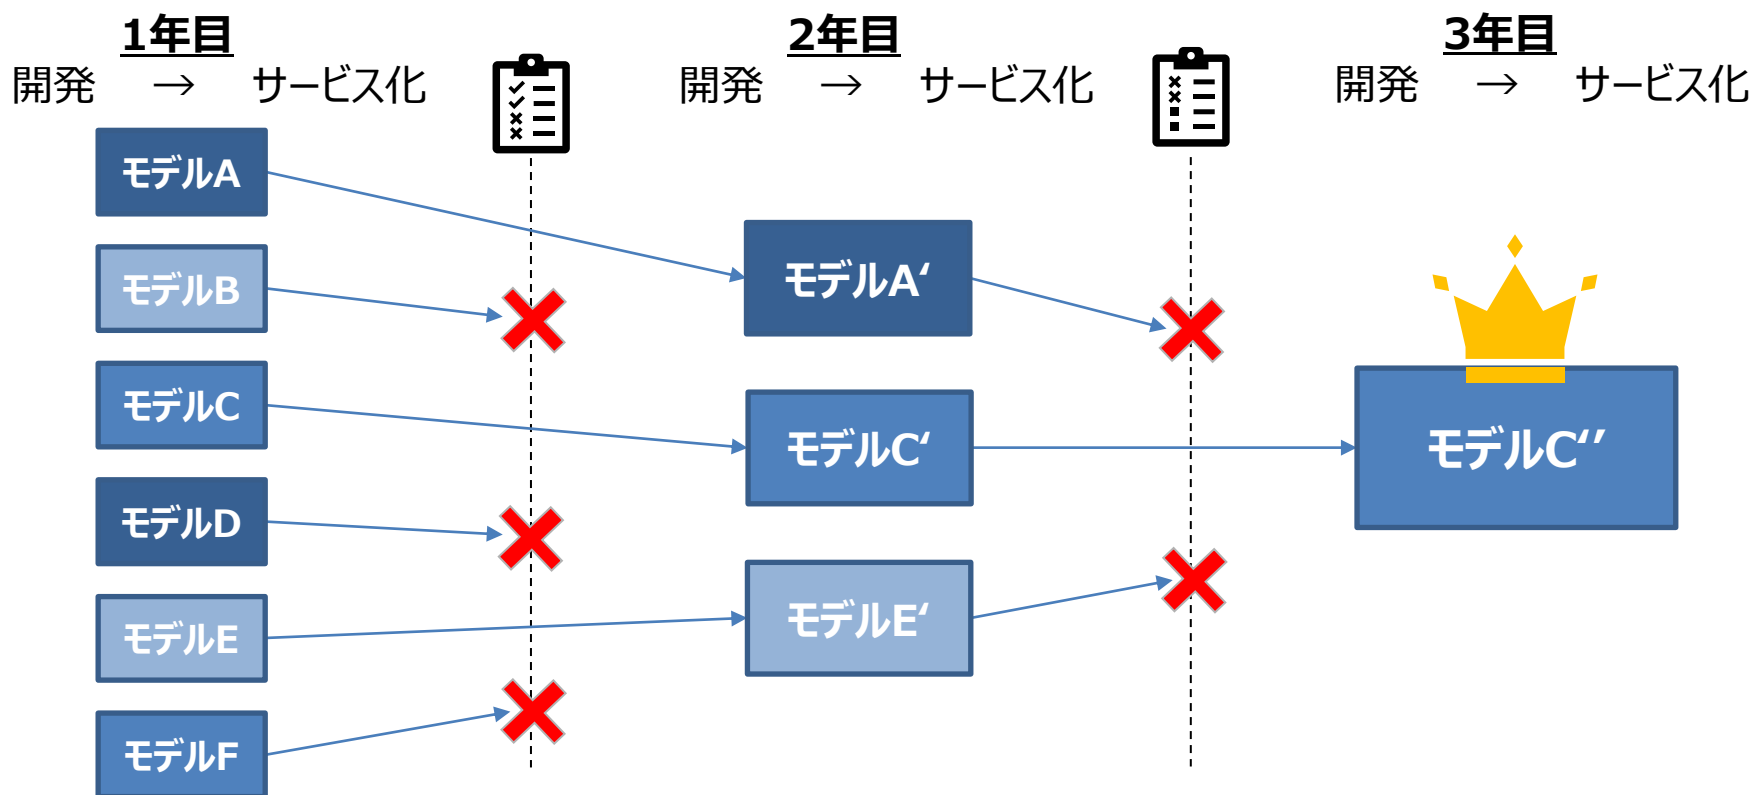 1年目
開発 → サービス化
2年目
開発 → サービス化
3年目
開発 → サービス化
モデルA
モデルB
モデルC
モデルD
モデルE
モデルF
モデルA‘
モデルC‘
モデルE‘
モデルC‘’